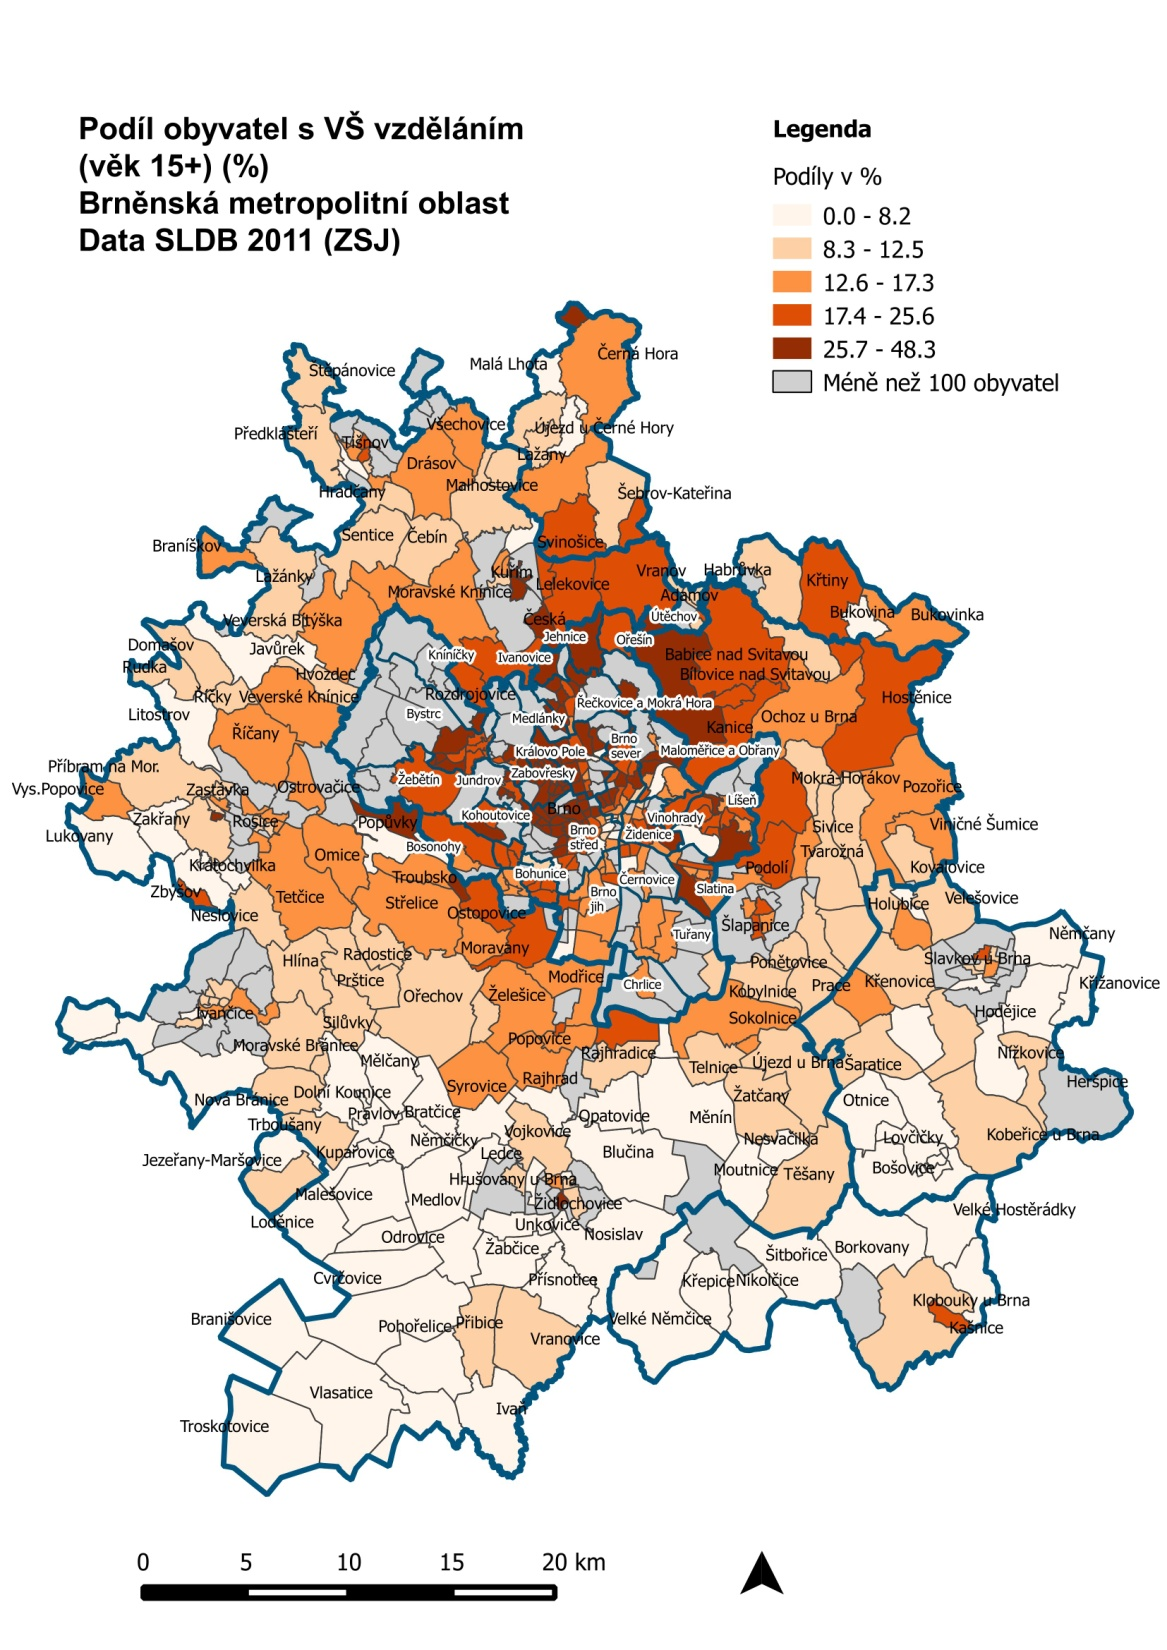 Podíl obyvatel s VŠ vzděláním
(věk 15+) (%)
Brněnská metropolitní oblast
Data SLDB 2011 (ZSJ)
Legenda
Podíly v %
0.0 - 8.2
8.3 - 12.5
12.6 - 17.3
17.4 - 25.6
25.7 - 48.3
Méně než 100 obyvatel
Černá Hora
Malá Lhota
Štěpánovice
Všechovice
Újezd u Černé Hory
Předklášteří
Tišnov
Lažany
Drásov
Malhostovice
Hradčany
Šebrov-Kateřina
Sentice
Čebín
Svinošice
Braníškov
Lažánky
Kuřim
Vranov
Habrůvka
Lelekovice
Křtiny
Moravské Knínice
Adamov
Bukovina
Bukovinka
Veverská Bítýška
Česká
Útěchov
Jehnice
Ořešín
Domašov
Javůrek
Kníničky
Ivanovice
Babice nad Svitavou
Rudka
Hvozdec
Bílovice nad Svitavou
Říčky
Veverské Knínice
Rozdrojovice
Řečkovice a Mokrá Hora
Hostěnice
Litostrov
Bystrc
Medlánky
Kanice
Ochoz u Brna
Říčany
Královo Pole
Brno
sever
Maloměřice a Obřany
Příbram na Mor.
Žebětín
Jundrov
Žabovřesky
Mokrá-Horákov
Vys.Popovice
Zastávka
Ostrovačice
Pozořice
Líšeň
Zakřany
Rosice
Popůvky
Kohoutovice
Brno
Vinohrady
Viničné Šumice
Lukovany
Brno
střed
Židenice
Sivice
Kratochvilka
Omice
Bosonohy
Tvarožná
Kovalovice
Zbyšov
Troubsko
Bohunice
Černovice
Podolí
Tetčice
Střelice
Brno
jih
Slatina
Holubice
Velešovice
Neslovice
Ostopovice
Šlapanice
Tuřany
Němčany
Moravany
Radostice
Hlína
Ponětovice
Slavkov u Brna
Prštice
Modřice
Chrlice
Křenovice
Křižanovice
Ořechov
Želešice
Kobylnice
Prace
Ivančice
Silůvky
Sokolnice
Hodějice
Moravské Bránice
Popovice
Rajhradice
Nížkovice
Mělčany
Telnice
Újezd u Brna
Šaratice
Syrovice
Rajhrad
Heršpice
Nová Bránice
Dolní Kounice
Žatčany
Otnice
Pravlov
Bratčice
Opatovice
Měnín
Trboušany
Vojkovice
Kobeřice u Brna
Němčičky
Nesvačilka
Lovčičky
Jezeřany-Maršovice
Kupařovice
Ledce
Blučina
Moutnice
Těšany
Bošovice
Hrušovany u Brna
Malešovice
Medlov
Židlochovice
Velké Hostěrádky
Loděnice
Unkovice
Nosislav
Odrovice
Žabčice
Šitbořice
Borkovany
Cvrčovice
Přísnotice
Křepice
Nikolčice
Klobouky u Brna
Branišovice
Pohořelice
Přibice
Velké Němčice
Kašnice
Vranovice
Vlasatice
Ivaň
Troskotovice
0
5
10
15
20 km